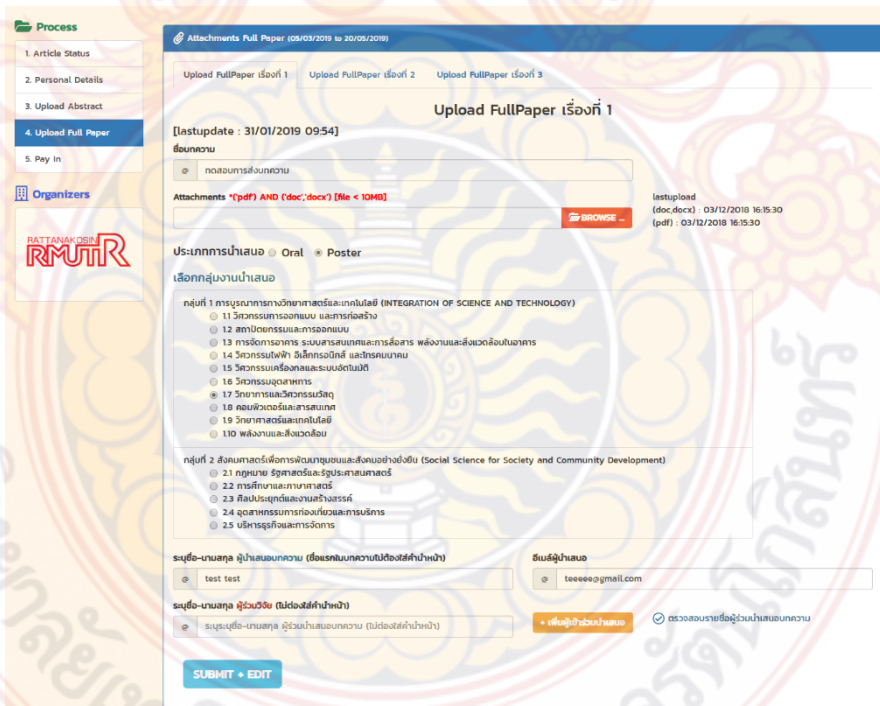 Process
1. Article Status
2. Personal Details
3. Upload Abstract
4. Upload Full Paper
5. Pay In
Organizers
RATTANAKOSIN
RMUTR
Attachments Full Paper (05/03/2019 to 20/05/2019)
Upload FullPaper เรื่องที่ 1 Upload FullPaper เรื่องที่ 2 Upload FullPaper เรื่องที่ 3
Upload FullPaper เรื่องที่ 1
[lastupdate : 31/01/2019 09:54]
ชื่อบทความ
@ ทดสอบการส่งบทความ
Attachments *('pdf') AND ('doc','docx') [file < 10MB]
BROWSE ...
lastupload
(doc,docx) : 03/12/2018 16:15:30
(pdf) : 03/12/2018 16:15:30
ประเภทการนำเสนอ Oral Poster
เลือกกลุ่มงานนำเสนอ
กลุ่มที่ 1 การบูรณาการทางวิทยาศาสตร์และเทคโนโลยี (INTEGRATION OF SCIENCE AND TECHNOLOGY)
1.1 วิศวกรรมการออกแบบ และการก่อสร้าง
1.2 สถาปัตยกรรมและการออกแบบ
1.3 การจัดการอาคาร ระบบสารสนเทศและการสื่อสาร พลังงานและสิ่งแวดล้อมในอาคาร
1.4 วิศวกรรมไฟฟ้า อิเล็กทรอนิกส์ และโทรคมนาคม
1.5 วิศวกรรมเครื่องกลและระบบอัตโนมัติ
1.6 วิศวกรรมอุตสาหการ
1.7 วิทยาการและวิศวกรรมวัสดุ
1.8 คอมพิวเตอร์และสารสนเทศ
1.9 วิทยาศาสตร์และเทคโนโลยี
1.10 พลังงานและสิ่งแวดล้อม
กลุ่มที่ 2 สังคมศาสตร์เพื่อการพัฒนาชุมชนและสังคมอย่างยั่งยืน (Social Science for Society and Community Development)
2.1 กฎหมาย รัฐศาสตร์และรัฐประศาสนศาสตร์
2.2 การศึกษาและภาษาศาสตร์
2.3 ศิลปประยุกต์และงานสร้างสรรค์
2.4 อุตสาหกรรมการท่องเที่ยวและการบริการ
2.5 บริหารธุรกิจและการจัดการ
ระบุชื่อ-นามสกุล ผู้นำเสนอบทความ (ชื่อแรกในบทความไม่ต้องใส่คำนำหน้า) อีเมล์ผู้นำเสนอ
@ test test @ teeeee@gmail.com
ระบุชื่อ-นามสกุล ผู้ร่วมวิจัย (ไม่ต้องใส่คำนำหน้า)
@ ระบุระบุชื่อ-นามสกุล ผู้ร่วมนำเสนอบทความ (ไม่ต้องใส่คำนำหน้า) + เพิ่มผู้เข้าร่วมนำเสนอ ตรวจสอบรายชื่อผู้ร่วมนำเสนอบทความ
SUBMIT + EDIT